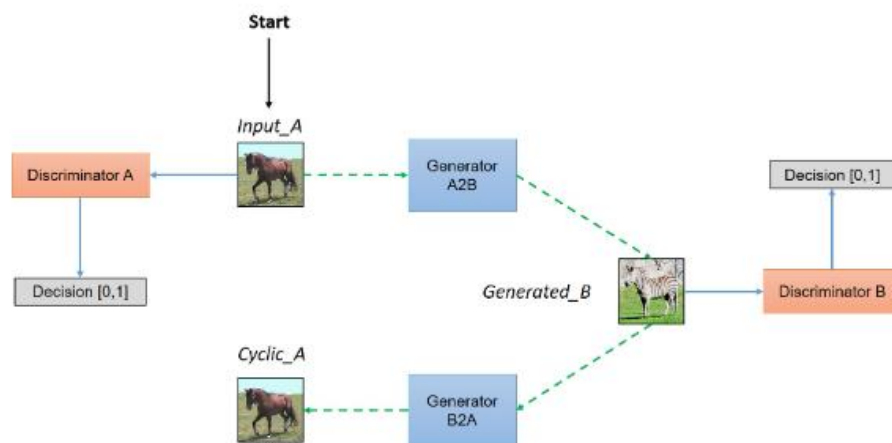 Start
Input_A
Discriminator A
Generator
A2B
Decision [0,1]
Decision [0,1]
Generated_B
Discriminator B
Cyclic_A
Generator
B2A